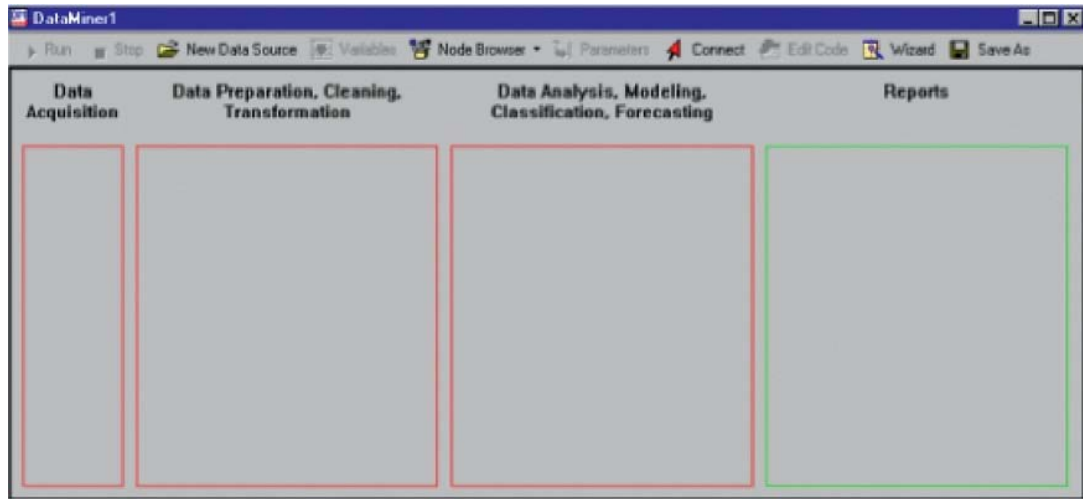 DataMiner1
Run Stop New Data Source Variables Node Browser Parameters Connect Edit Code Wizard Save As
Data Acquisition
Data Preparation, Cleaning, Transformation
Data Analysis, Modeling, Classification, Forecasting
Reports